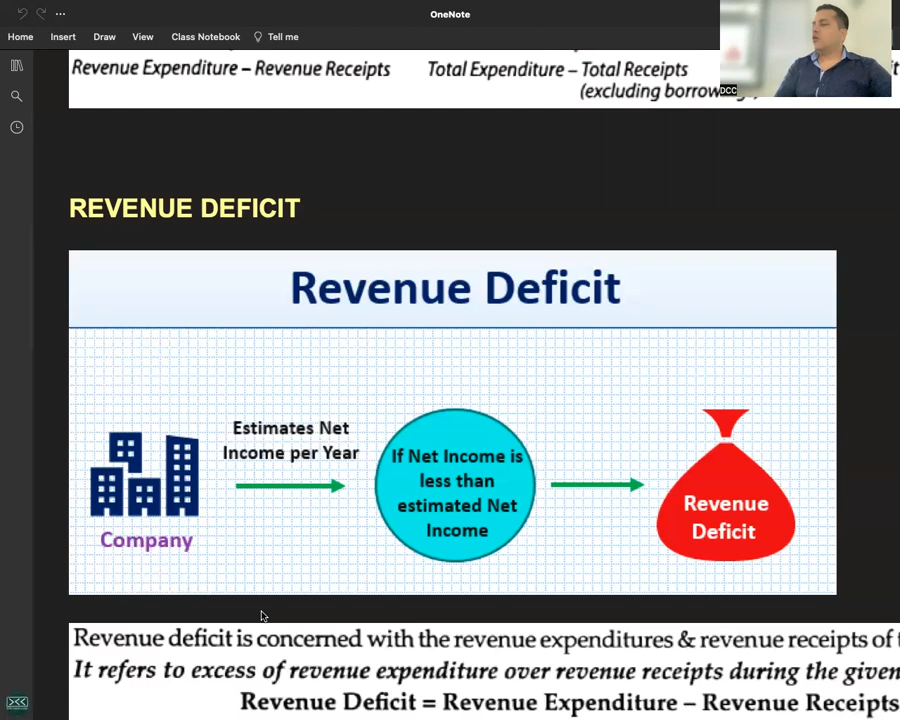 OneNote
Home Insert Draw View Class Notebook Tell me
Revenue Expenditure – Revenue Receipts
Total Expenditure – Total Receipts
(excluding
DCC
REVENUE DEFICIT
Revenue Deficit
Estimates Net
Income per Year
If Net Income is
less than
estimated Net
Income
Revenue
Deficit
Company
Revenue deficit is concerned with the revenue expenditures & revenue receipts of
It refers to excess of revenue expenditure over revenue receipts during the given
Revenue Deficit = Revenue Expenditure – Revenue Receipts